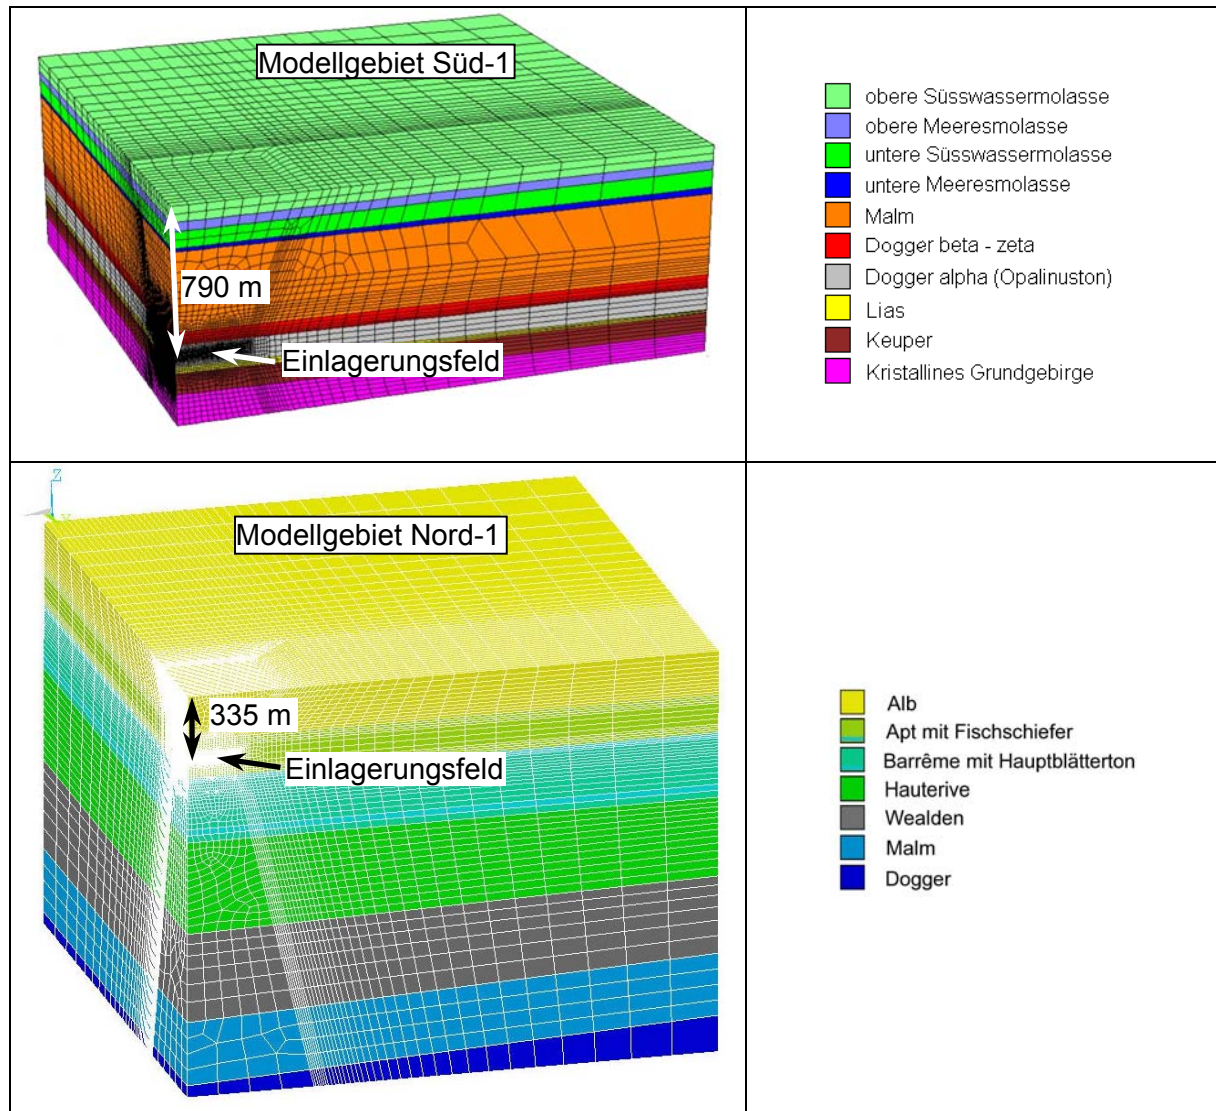 Modellgebiet Süd-1
790 m
Einlagerungsfeld
obere Süsswassermolasse
obere Meeresmolasse
untere Süsswassermolasse
untere Meeresmolasse
Malm
Dogger beta - zeta
Dogger alpha (Opalinuston)
Lias
Keuper
Kristallines Grundgebirge
Z
Modellgebiet Nord-1
335 m
Einlagerungsfeld
Alb
Apt mit Fischschiefer
Barrême mit Hauptblätterton
Hauterive
Wealden
Malm
Dogger